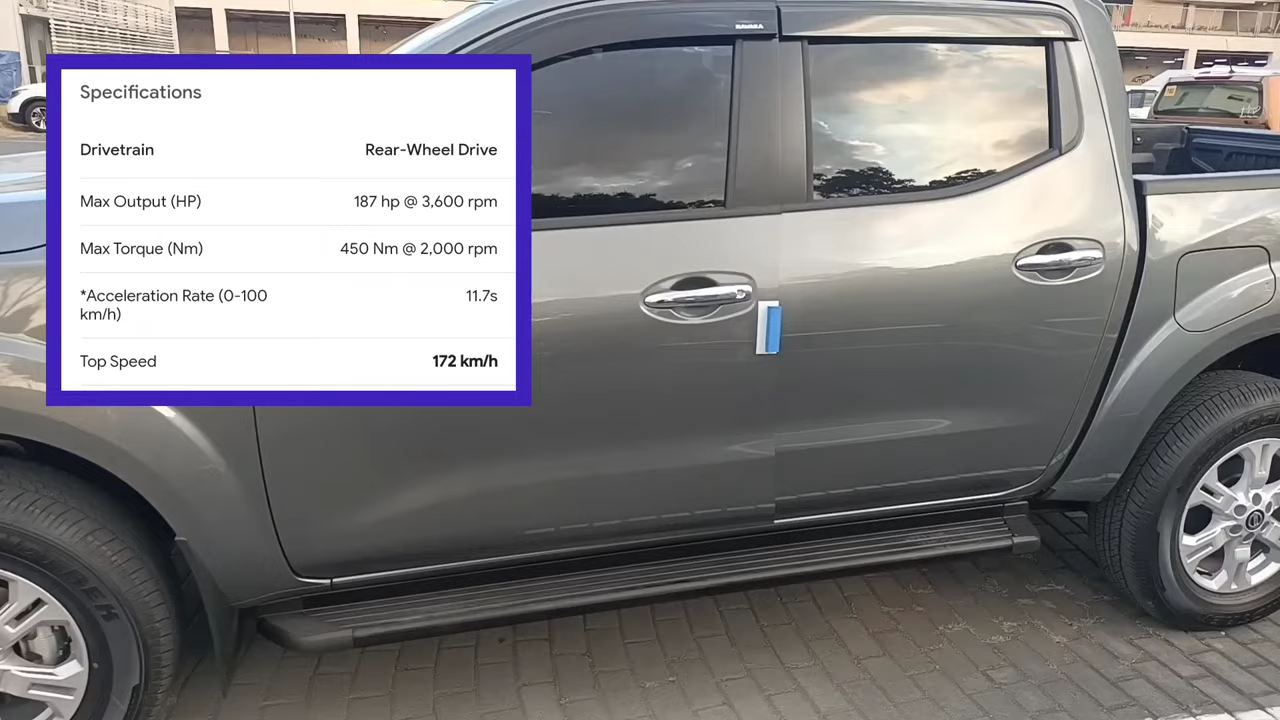 NAVARA
Specifications
Drivetrain Rear-Wheel Drive
Max Output (HP) 187 hp @ 3,600 rpm
Max Torque (Nm) 450 Nm @ 2,000 rpm
*Acceleration Rate (0-100 11.7s
km/h)
Top Speed 172 km/h